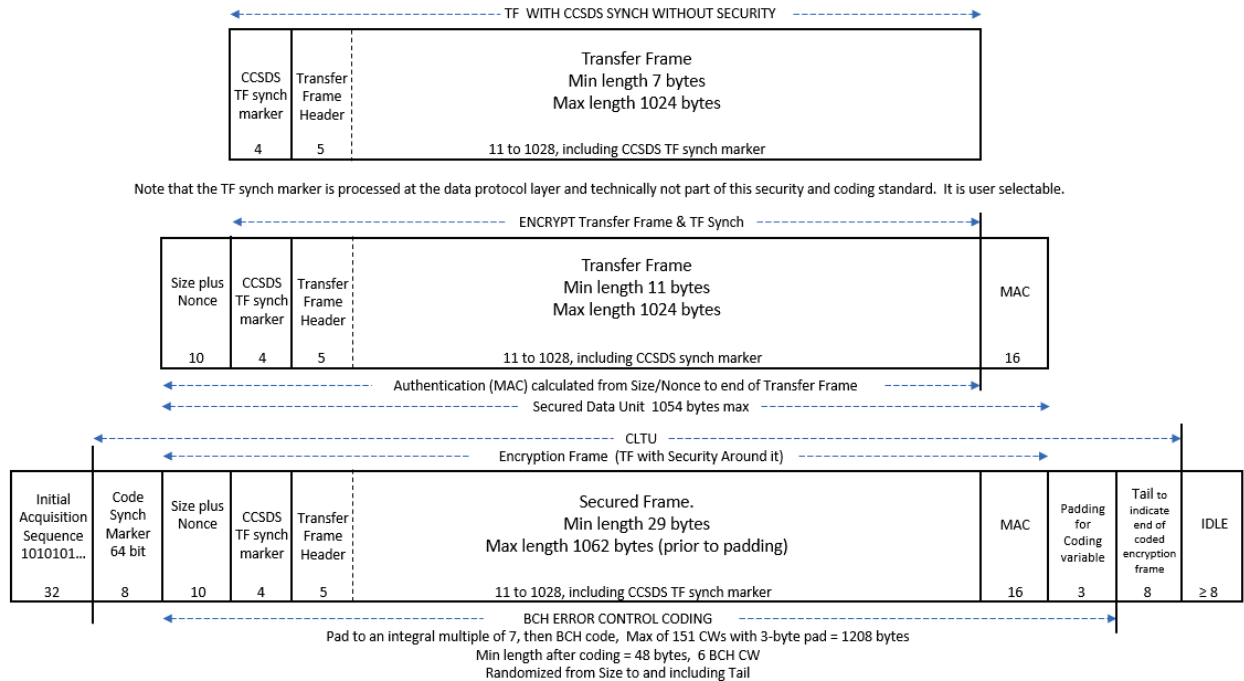 TF WITH CCSDS SYNCH WITHOUT SECURITY
CCSDS
TF synch
marker
4
Transfer
Frame
Header
5
Transfer Frame
Min length 7 bytes
Max length 1024 bytes
11 to 1028, including CCSDS TF synch marker
Note that the TF synch marker is processed at the data protocol layer and technically not part of this security and coding standard. It is user selectable.
ENCRYPT Transfer Frame & TF Synch
Size plus
Nonce
10
CCSDS
TF synch
marker
4
Transfer
Frame
Header
5
Transfer Frame
Min length 11 bytes
Max length 1024 bytes
11 to 1028, including CCSDS synch marker
MAC
16
Authentication (MAC) calculated from Size/Nonce to end of Transfer Frame
Secured Data Unit 1054 bytes max
CLTU
Encryption Frame (TF with Security Around it)
Initial
Acquisition
Sequence
1010101...
32
Code
Synch
Marker
64 bit
8
Size plus
Nonce
10
CCSDS
TF synch
marker
4
Transfer
Frame
Header
5
Secured Frame.
Min length 29 bytes
Max length 1062 bytes (prior to padding)
11 to 1028, including CCSDS TF synch marker
MAC
16
Padding
for
Coding
variable
3
Tail to
indicate
end of
coded
encryption
frame
8
IDLE
≥ 8
BCH ERROR CONTROL CODING
Pad to an integral multiple of 7, then BCH code, Max of 151 CWs with 3-byte pad = 1208 bytes
Min length after coding = 48 bytes, 6 BCH CW
Randomized from Size to and including Tail